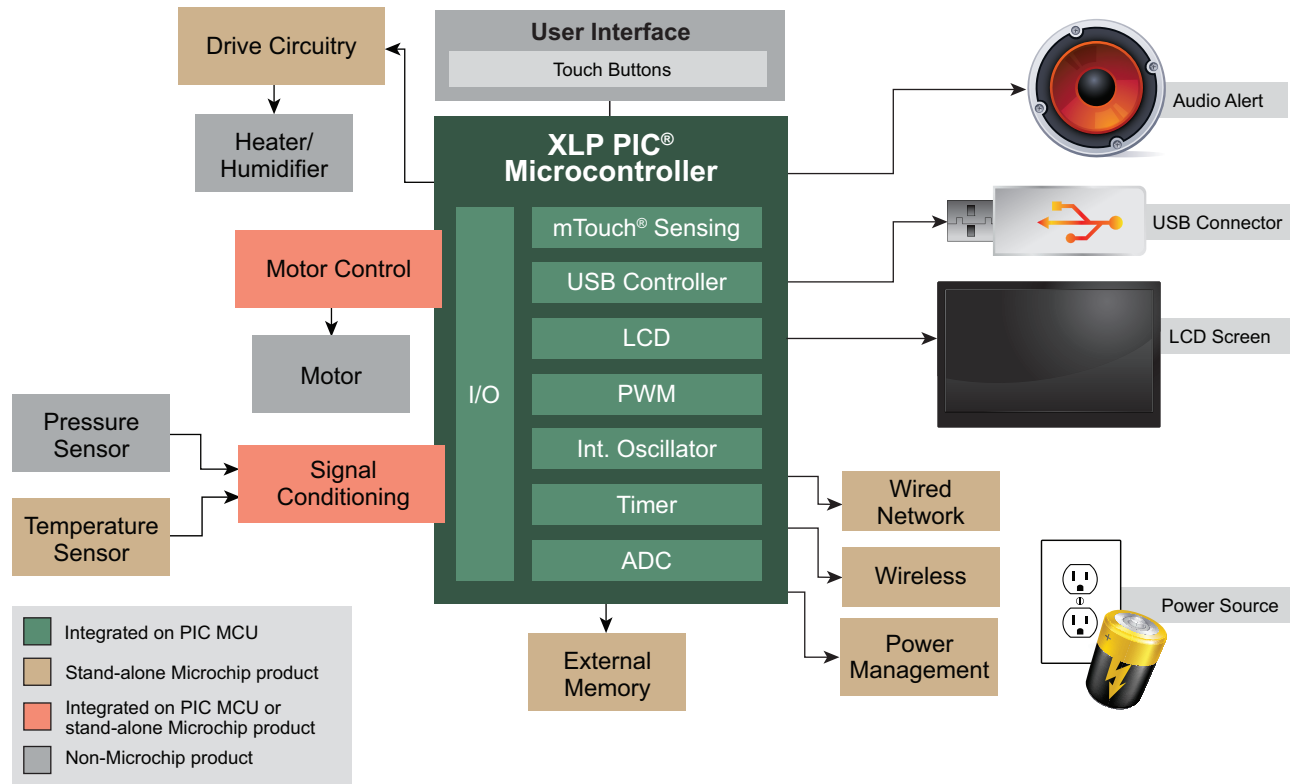 Drive Circuitry
Heater/
Humidifier
User Interface
Touch Buttons
XLP PIC®
Microcontroller
I/O
mTouch® Sensing
USB Controller
LCD
PWM
Int. Oscillator
Timer
ADC
Motor Control
Motor
Pressure
Sensor
Temperature
Sensor
Signal
Conditioning
Audio Alert
USB Connector
LCD Screen
Wired
Network
Wireless
Power
Management
Power Source
+
External
Memory
Integrated on PIC MCU
Stand-alone Microchip product
Integrated on PIC MCU or
stand-alone Microchip product
Non-Microchip product